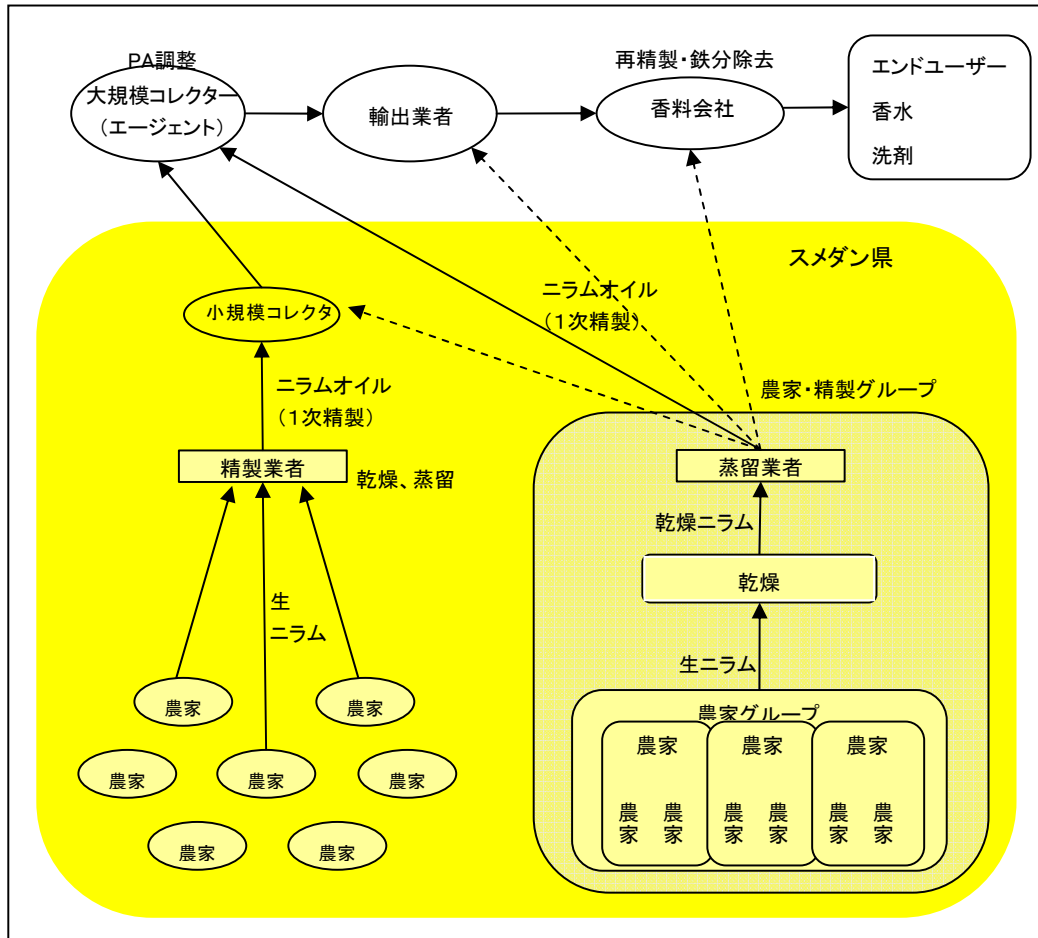 PA調整
大規模コレクター
（エージェント）
輸出業者
再精製・鉄分除去
香料会社
エンドユーザー
香水
洗剤
スメダン県
小規模コレクタ
ニラムオイル
（1次精製）
ニラムオイル
（1次精製）
農家・精製グループ
精製業者
乾燥、蒸留
蒸留業者
乾燥ニラム
乾燥
生
ニラム
生ニラム
農家
農家
農家
農家
農家
農家
農家
農家グループ
農家
農家
農家
農家
農家
農家
農家
農家
農家